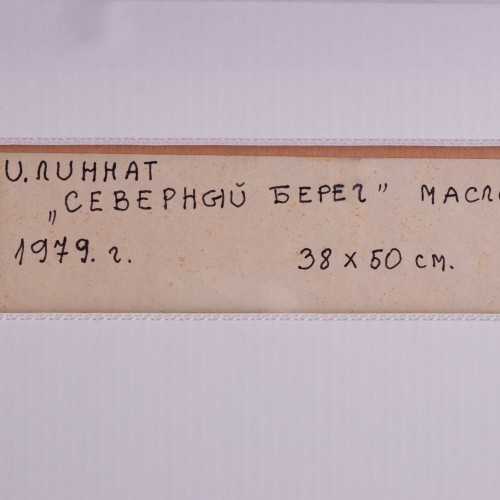 И. ЛИННАТ
„СЕВЕРНЫЙ БЕРЕГ” МАСЛО
1979. г.
38 х 50 см.